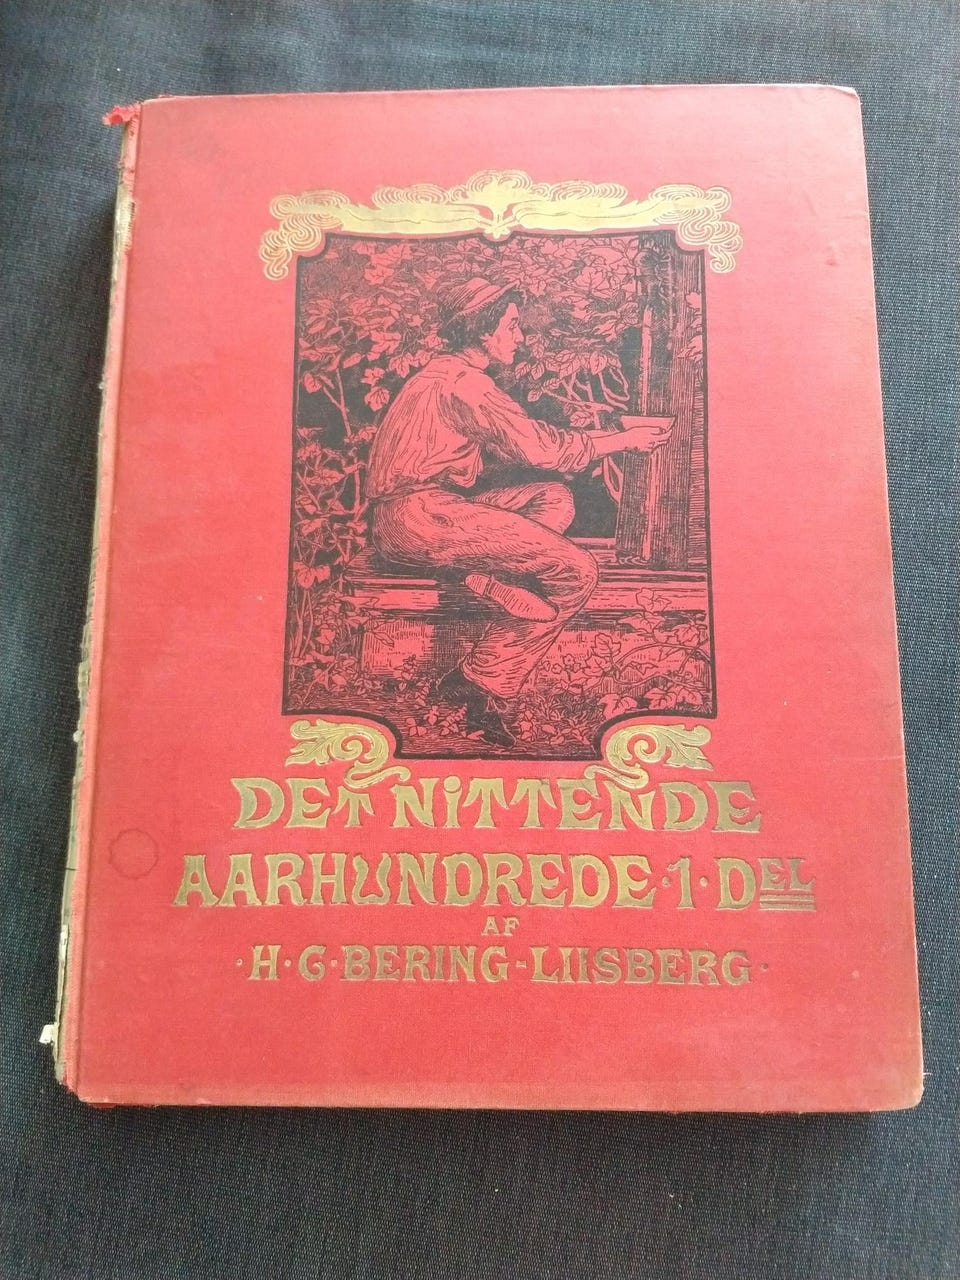 DET NITTENDE
AARHUNDREDE · 1 · DEL
AF
· H · G · BERING - LIISBERG ·